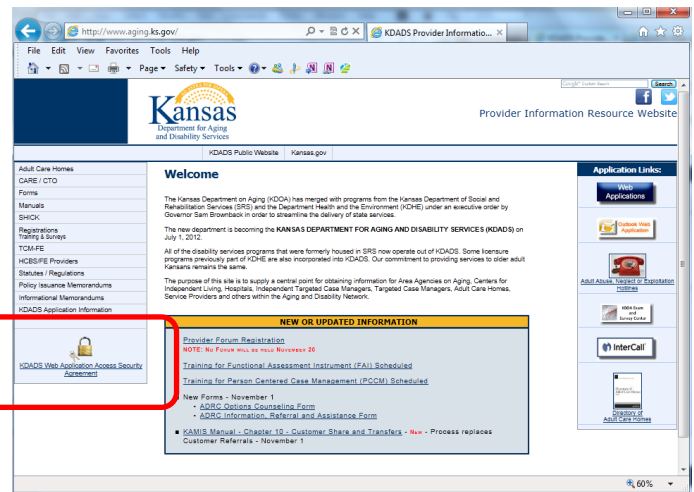 http://www.aging.ks.gov/
KDADS Provider Informatio...
File Edit View Favorites Tools Help
Page Safety Tools
Search
Kansas
Department for Aging
and Disability Services
Provider Information Resource Website
KDADS Public Website Kansas.gov
Adult Care Homes
CARE / CTO
Forms
Manuals
SHICK
Registrations
Training & Surveys
TCM-FE
HCBS/FE Providers
Statutes / Regulations
Policy Issuance Memorandums
Informational Memorandums
KDADS Application Information
KDADS Web Application Access Security
Agreement
Welcome
The Kansas Department on Aging (KDOA) has merged with programs from the Kansas Department of Social and
Rehabilitation Services (SRS) and the Department Health and the Environment (KDHE) under an executive order by
Governor Sam Brownback in order to streamline the delivery of state services.
The new department is becoming the KANSAS DEPARTMENT FOR AGING AND DISABILITY SERVICES (KDADS) on
July 1, 2012.
All of the disability services programs that were formerly housed in SRS now operate out of KDADS. Some licensure
programs previously part of KDHE are also incorporated into KDADS. Our commitment to providing services to older adult
Kansans remains the same.
The purpose of this site is to supply a central point for obtaining information for Area Agencies on Aging, Centers for
Independent Living, Hospitals, Independent Targeted Case Managers, Targeted Case Managers, Adult Care Homes,
Service Providers and others within the Aging and Disability Network.
NEW OR UPDATED INFORMATION
Provider Forum Registration
NOTE: No Forum will be held November 20
Training for Functional Assessment Instrument (FAI) Scheduled
Training for Person Centered Case Management (PCCM) Scheduled
New Forms - November 1
• ADRC Options Counseling Form
• ADRC Information, Referral and Assistance Form
■ KAMIS Manual - Chapter 10 - Customer Share and Transfers - New - Process replaces
Customer Referrals - November 1
Application Links:
Web
Applications
Outlook Web
Application
Adult Abuse, Neglect or Exploitation
Hotlines
Exam
and
Survey Center
InterCall
Directory of
Adult Care Homes
60%